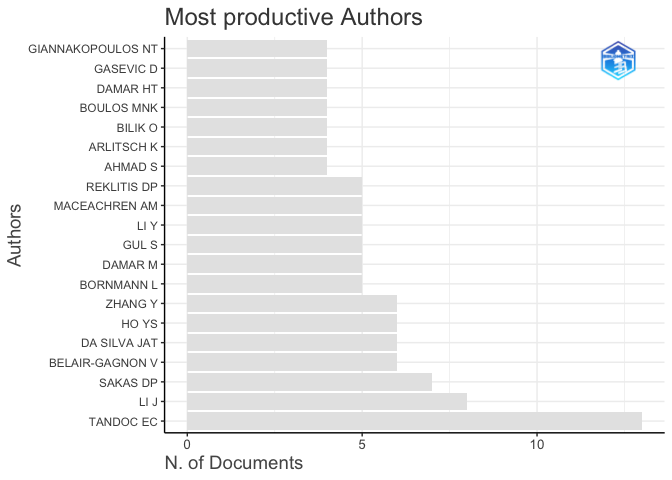 Most productive Authors
GIANNAKOPOULOS NT
GASEVIC D
DAMAR HT
BOULOS MNK
BILIK O
ARLITSCH K
AHMAD S
REKLITIS DP
MACEACHREN AM
LI Y
GUL S
DAMAR M
BORNMANN L
ZHANG Y
HO YS
DA SILVA JAT
BELAIR-GAGNON V
SAKAS DP
LI J
TANDOC EC
Authors
0 5 10
N. of Documents
BIBLIOMETRIX